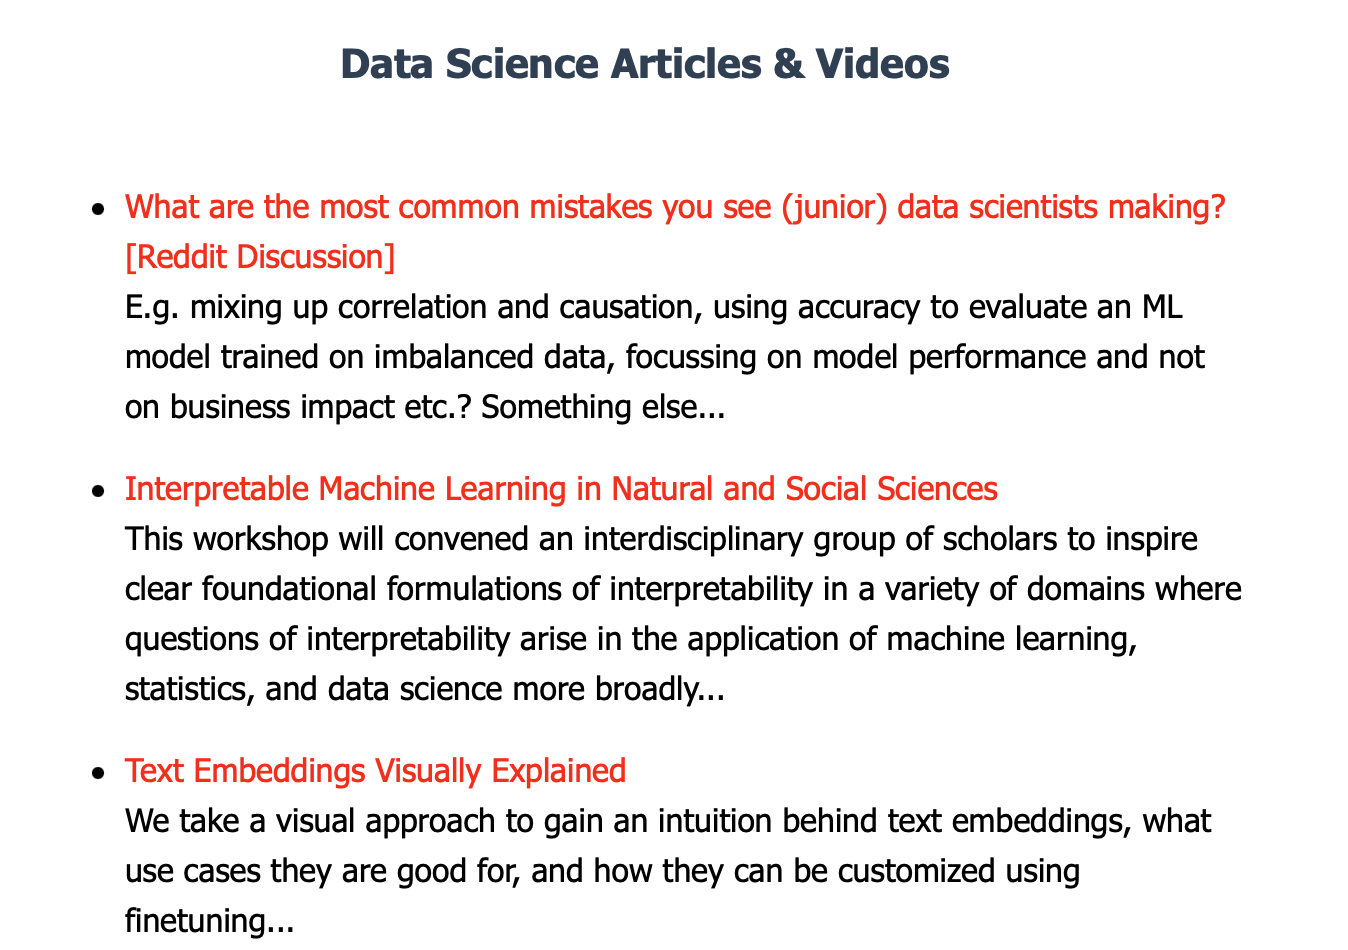 Data Science Articles & Videos
What are the most common mistakes you see (junior) data scientists making?
[Reddit Discussion]
E.g. mixing up correlation and causation, using accuracy to evaluate an ML
model trained on imbalanced data, focussing on model performance and not
on business impact etc.? Something else...
Interpretable Machine Learning in Natural and Social Sciences
This workshop will convened an interdisciplinary group of scholars to inspire
clear foundational formulations of interpretability in a variety of domains where
questions of interpretability arise in the application of machine learning,
statistics, and data science more broadly...
Text Embeddings Visually Explained
We take a visual approach to gain an intuition behind text embeddings, what
use cases they are good for, and how they can be customized using
finetuning...